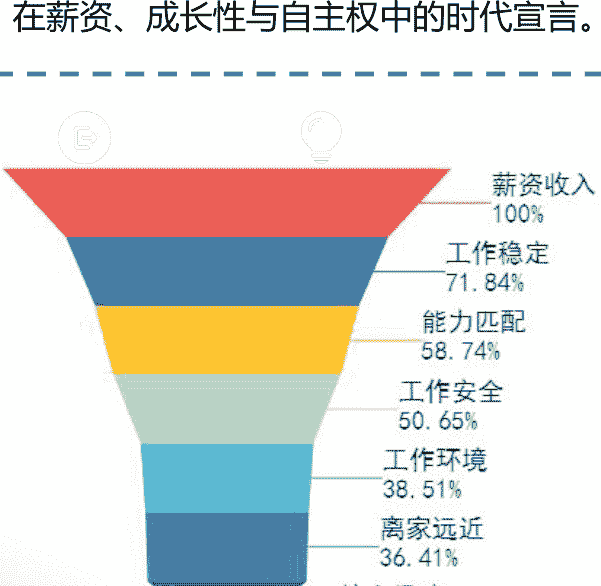 在薪资、成长性与自主权中的时代宣言。
薪资收入
100%
工作稳定
71.84%
能力匹配
58.74%
工作安全
50.65%
工作环境
38.51%
离家远近
36.41%